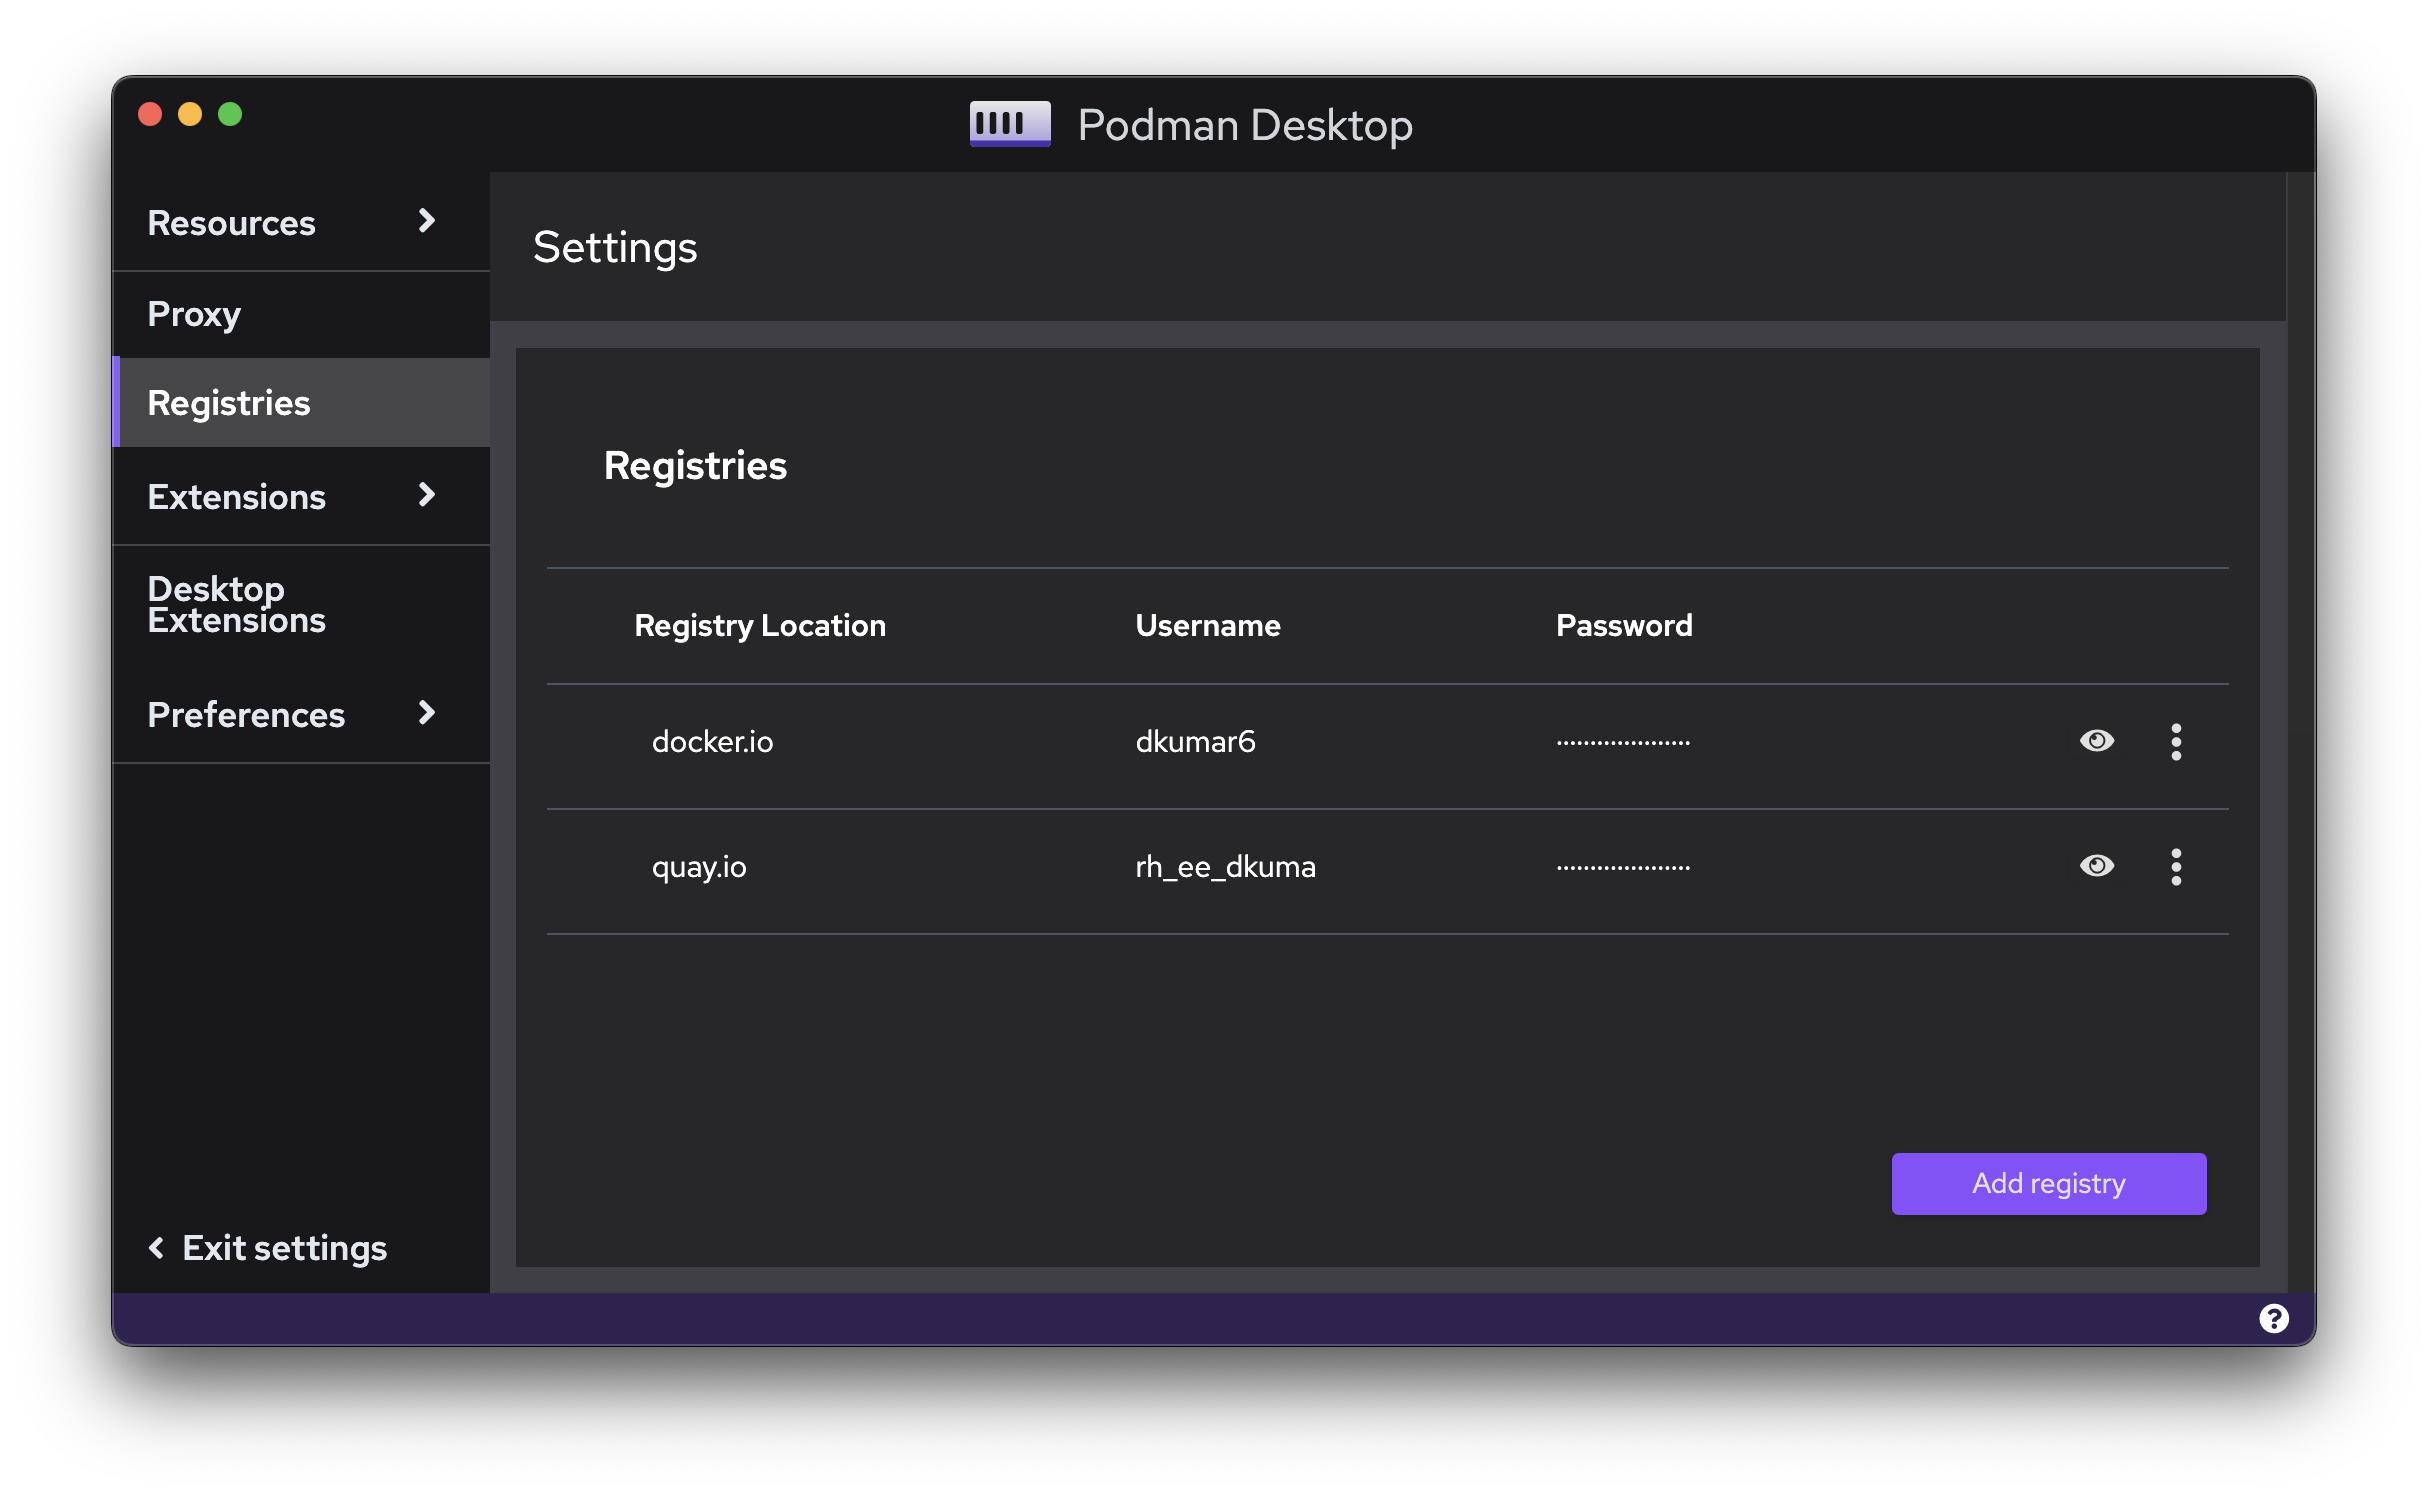 Podman Desktop
Resources
Proxy
Registries
Extensions
Desktop
Extensions
Preferences
Exit settings
Settings
Registries
Registry Location Username Password
docker.io dkumar6 ····················
quay.io rh_ee_dkuma ····················
Add registry